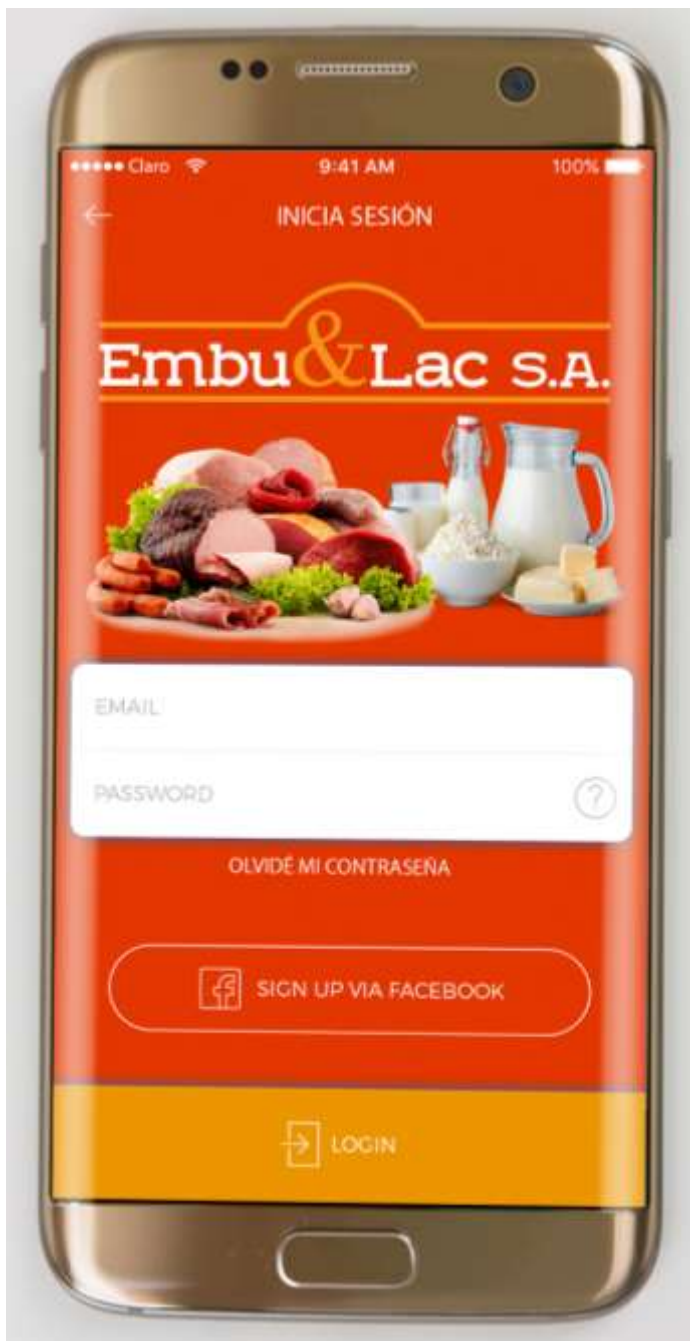 Claro 9:41 AM 100%
INICIA SESIÓN
Embu&Lac S.A.
EMAIL
PASSWORD ?
OLVIDÉ MI CONTRASEÑA
SIGN UP VIA FACEBOOK
LOGIN